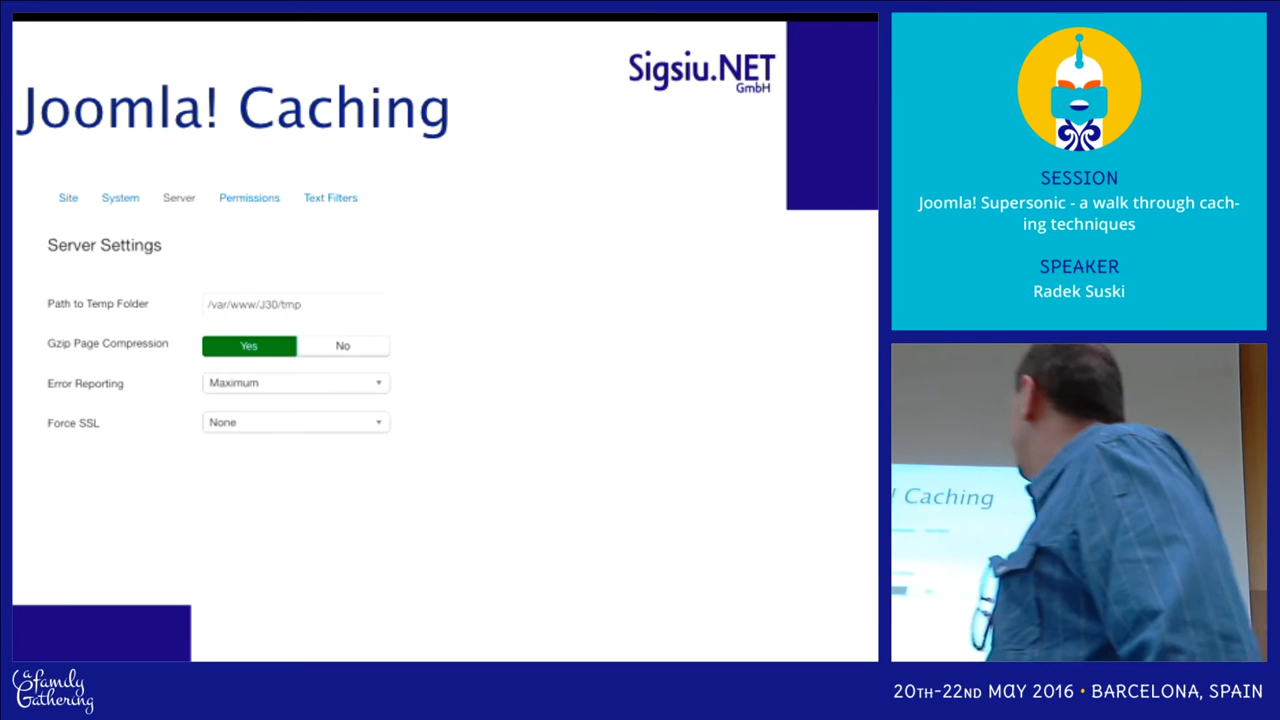 Sigsiu.NET
GmbH
Joomla! Caching
Site System Server Permissions Text Filters
Server Settings
Path to Temp Folder /var/www/J30/tmp
Gzip Page Compression Yes No
Error Reporting Maximum
Force SSL None
SESSION
Joomla! Supersonic - a walk through cach-
ing techniques
SPEAKER
Radek Suski
! Caching
a family
Gathering
20TH-22ND MAY 2016 • BARCELONA, SPAIN